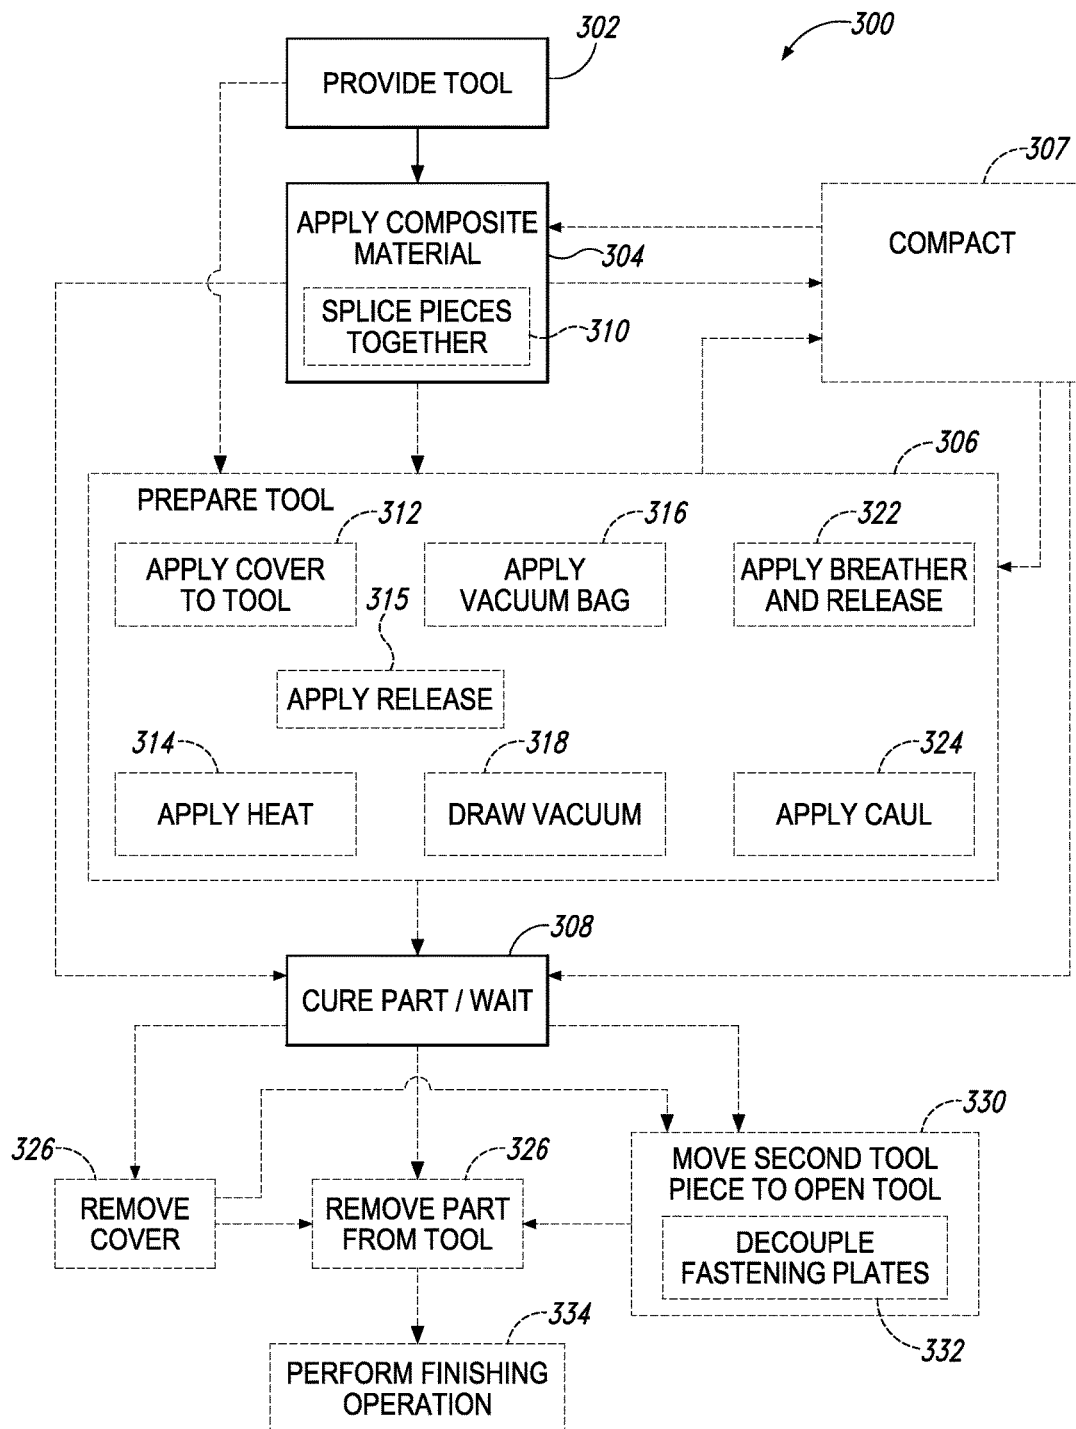 300
302
PROVIDE TOOL
307
COMPACT
APPLY COMPOSITE
MATERIAL
304
SPLICE PIECES
TOGETHER
310
306
PREPARE TOOL
312
APPLY COVER
TO TOOL
316
APPLY
VACUUM BAG
322
APPLY BREATHER
AND RELEASE
315
APPLY RELEASE
314
APPLY HEAT
318
DRAW VACUUM
324
APPLY CAUL
308
CURE PART / WAIT
326
REMOVE
COVER
326
REMOVE PART
FROM TOOL
330
MOVE SECOND TOOL
PIECE TO OPEN TOOL
DECOUPLE
FASTENING PLATES
332
334
PERFORM FINISHING
OPERATION